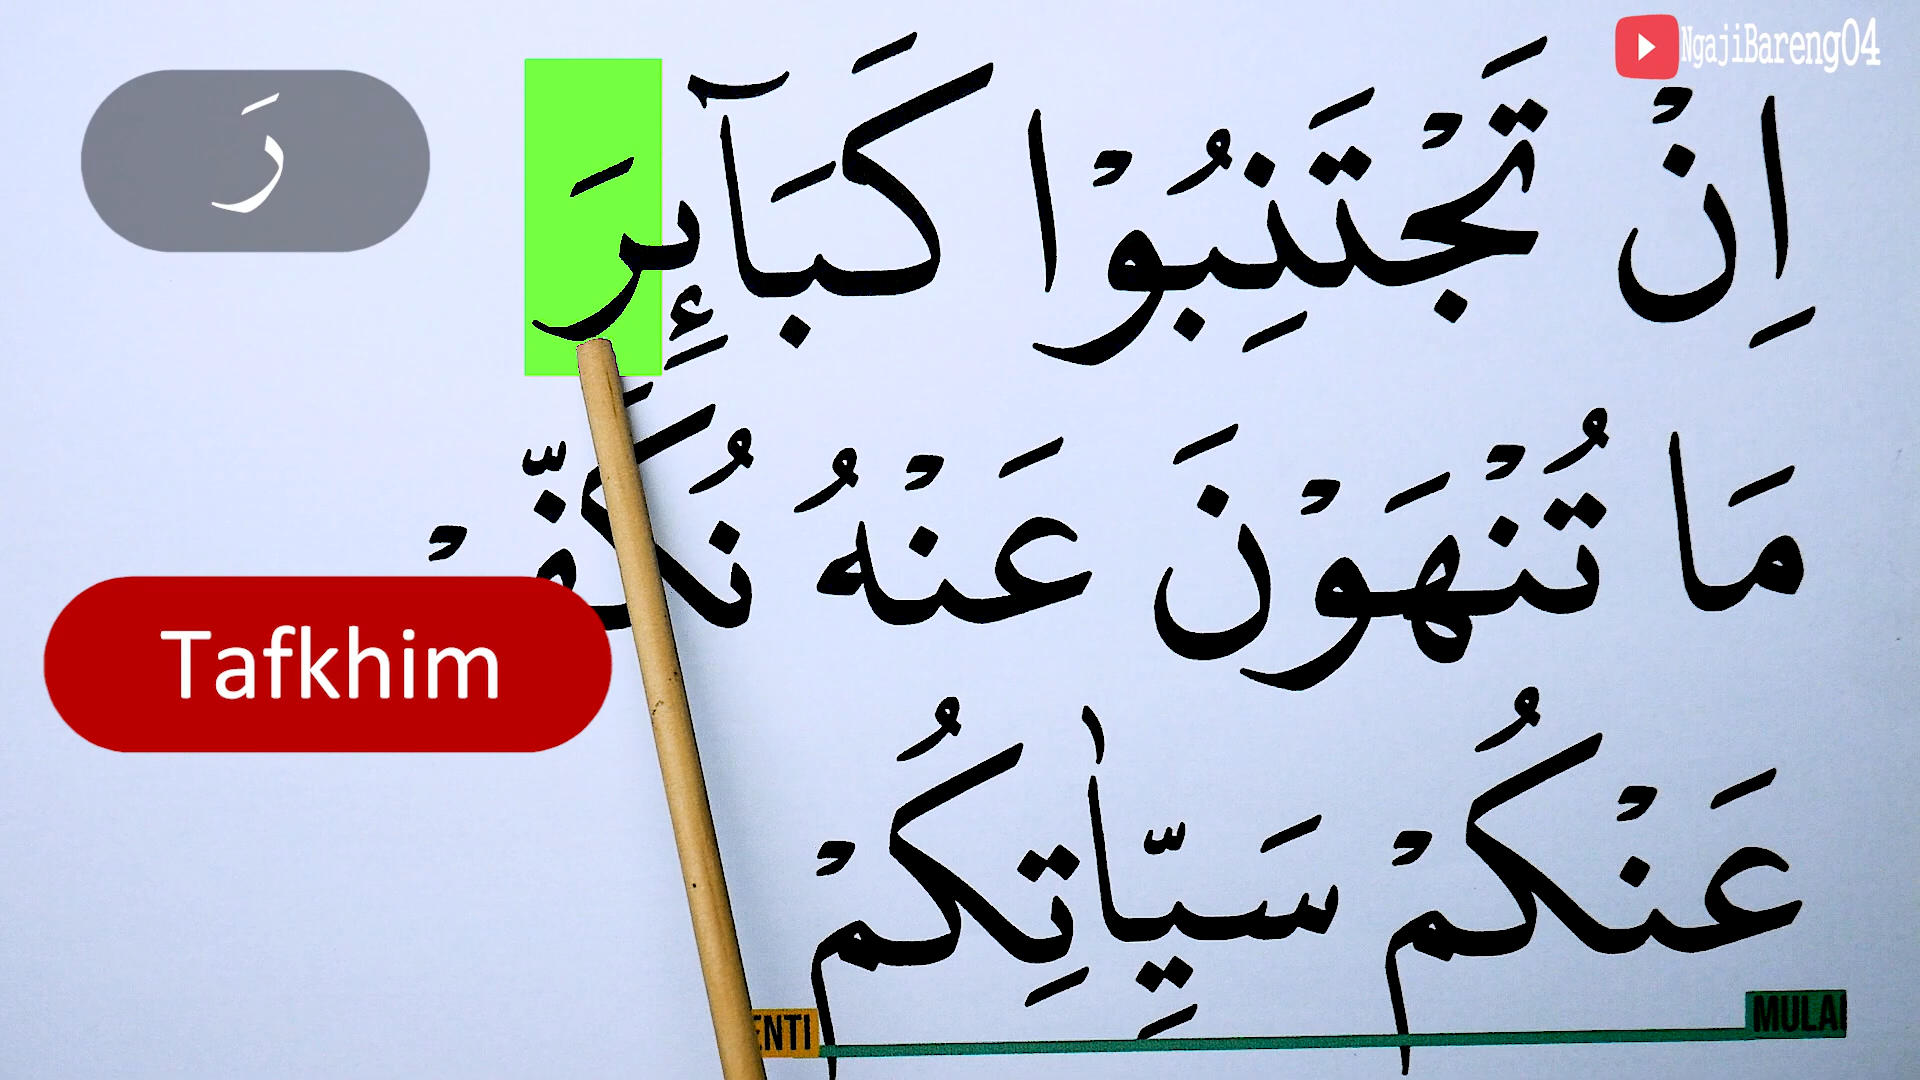 NgajiBareng04
رَ
اِنْ تَجْتَنِبُوْا كَبَآئِرَ
مَا تُنْهَوْنَ عَنْهُ نُكَفِّرْ
Tafkhim
عَنْكُمْ سَيِّاٰتِكُمْ
MULAI